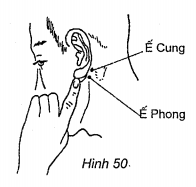 Ế Cung
Ế Phong
Hình 50.